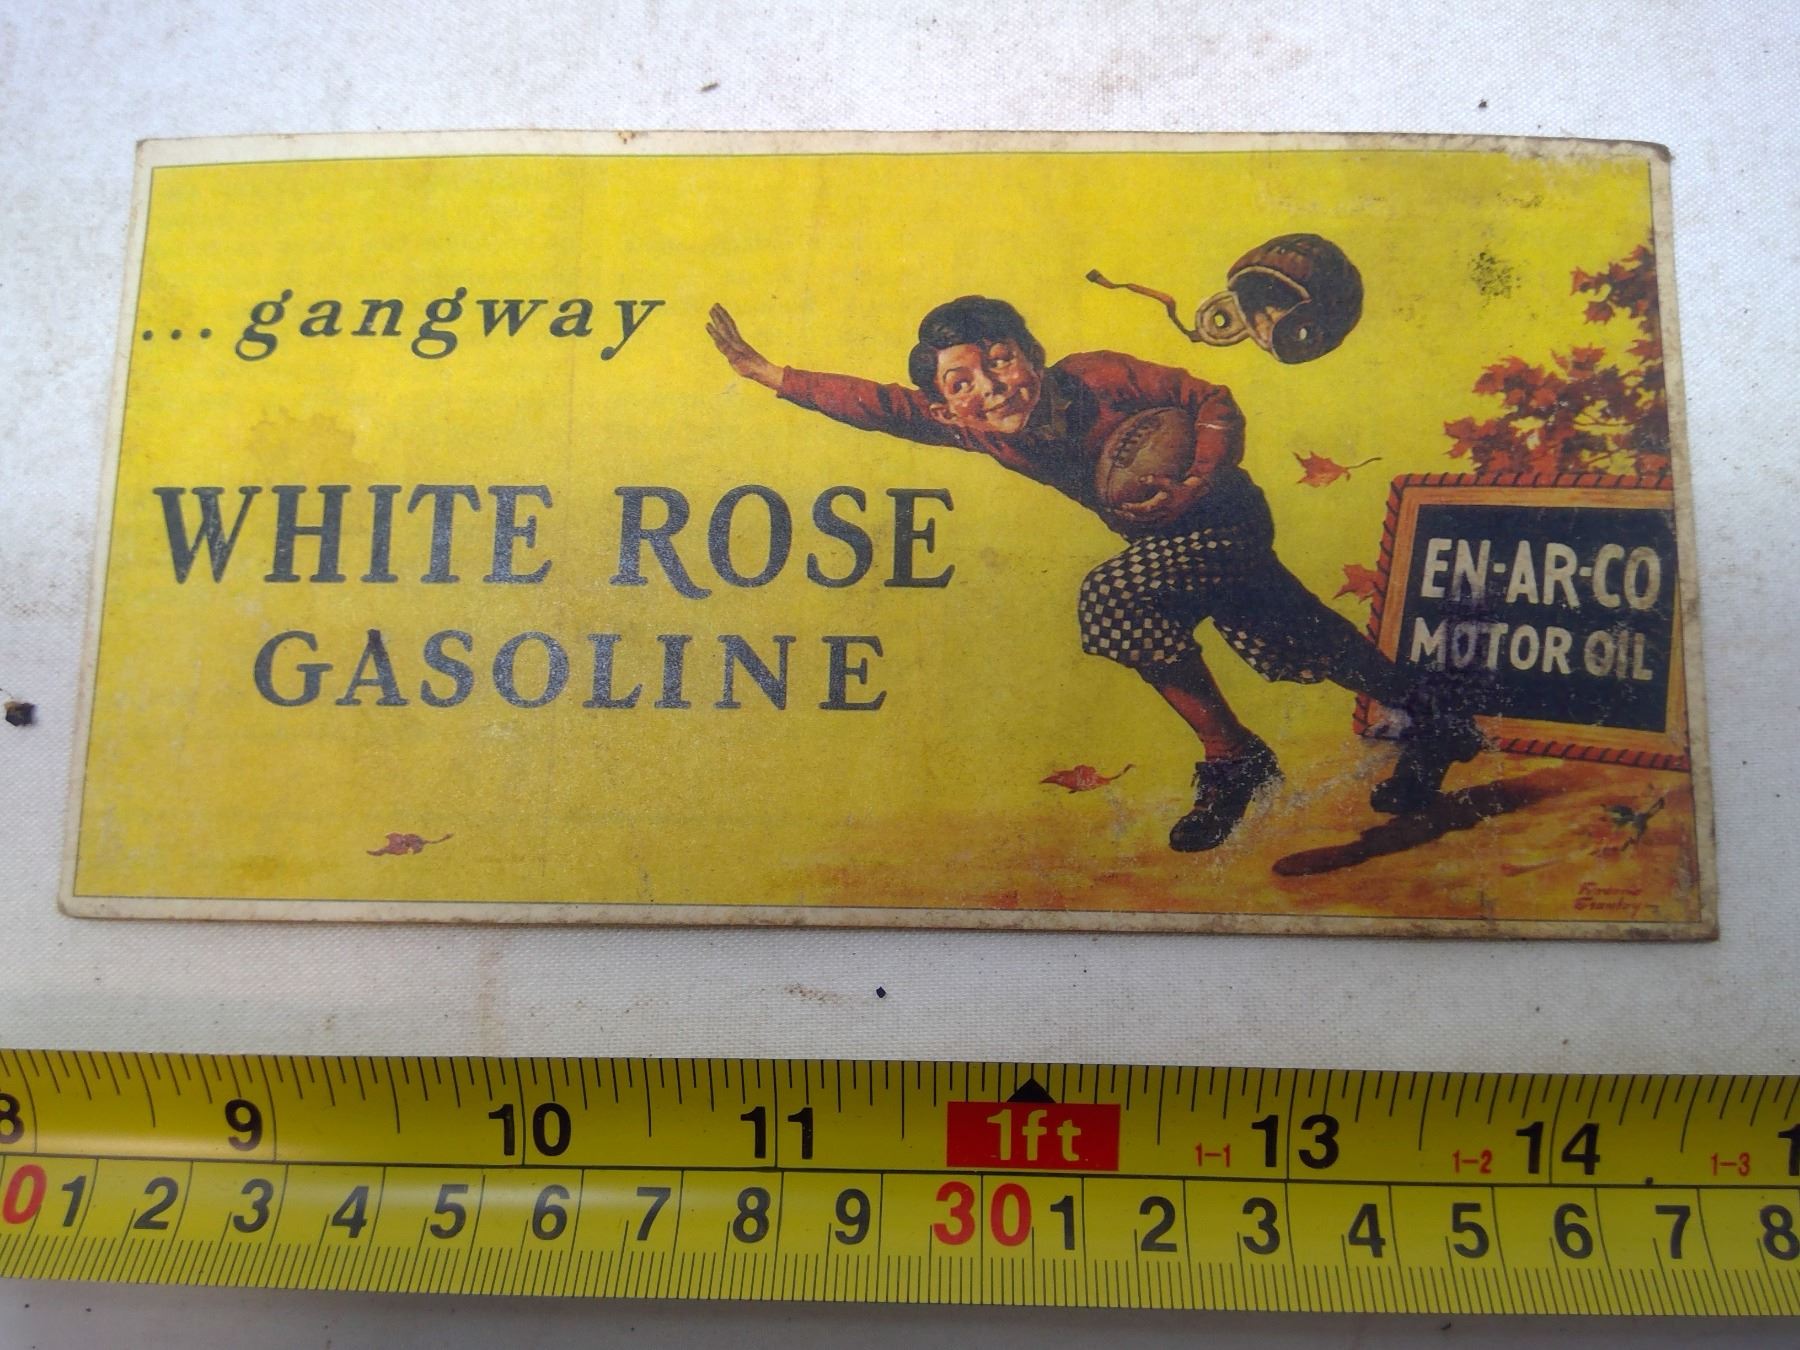 ...gangway
WHITE ROSE
GASOLINE
EN-AR-CO
MOTOR OIL
8 9 10 11 1ft 1-1 13 1-2 14 1-3 1
0 1 2 3 4 5 6 7 8 9 30 1 2 3 4 5 6 7 8